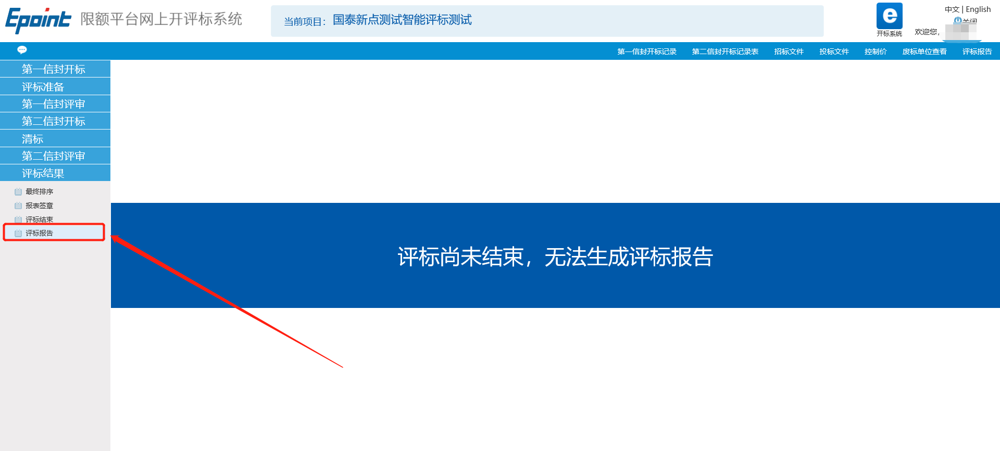 Epoint 限额平台网上开评标系统
当前项目： 国泰新点测试智能评标测试
e
开标系统
中文 | English
关闭
欢迎您，
第一信封开标记录 第二信封开标记录表 招标文件 投标文件 控制价 废标单位查看 评标报告
第一信封开标
评标准备
第一信封评审
第二信封开标
清标
第二信封评审
评标结果
最终排序
报表签章
评标结束
评标报告
评标尚未结束，无法生成评标报告